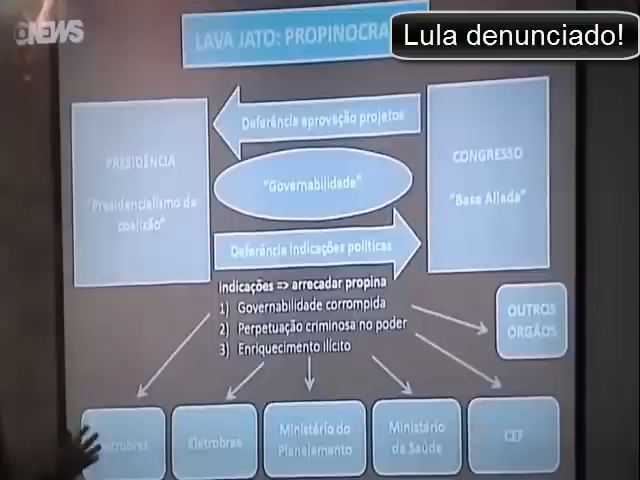 NEWS
Lula denunciado!
LAVA JATO: PROPINOCRA
Deferência aprovação projetos
PRESIDÊNCIA
"Presidencialismo de
coalizão"
"Governabilidade"
CONGRESSO
"Base Aliada"
Deferência indicações políticas
Indicações => arrecadar propina
1) Governabilidade corrompida
2) Perpetuação criminosa no poder
3) Enriquecimento ilícito
OUTROS
ÓRGÃOS
trobras
Eletrobras
Ministério do
Planejamento
Ministério
da Saúde
CEF